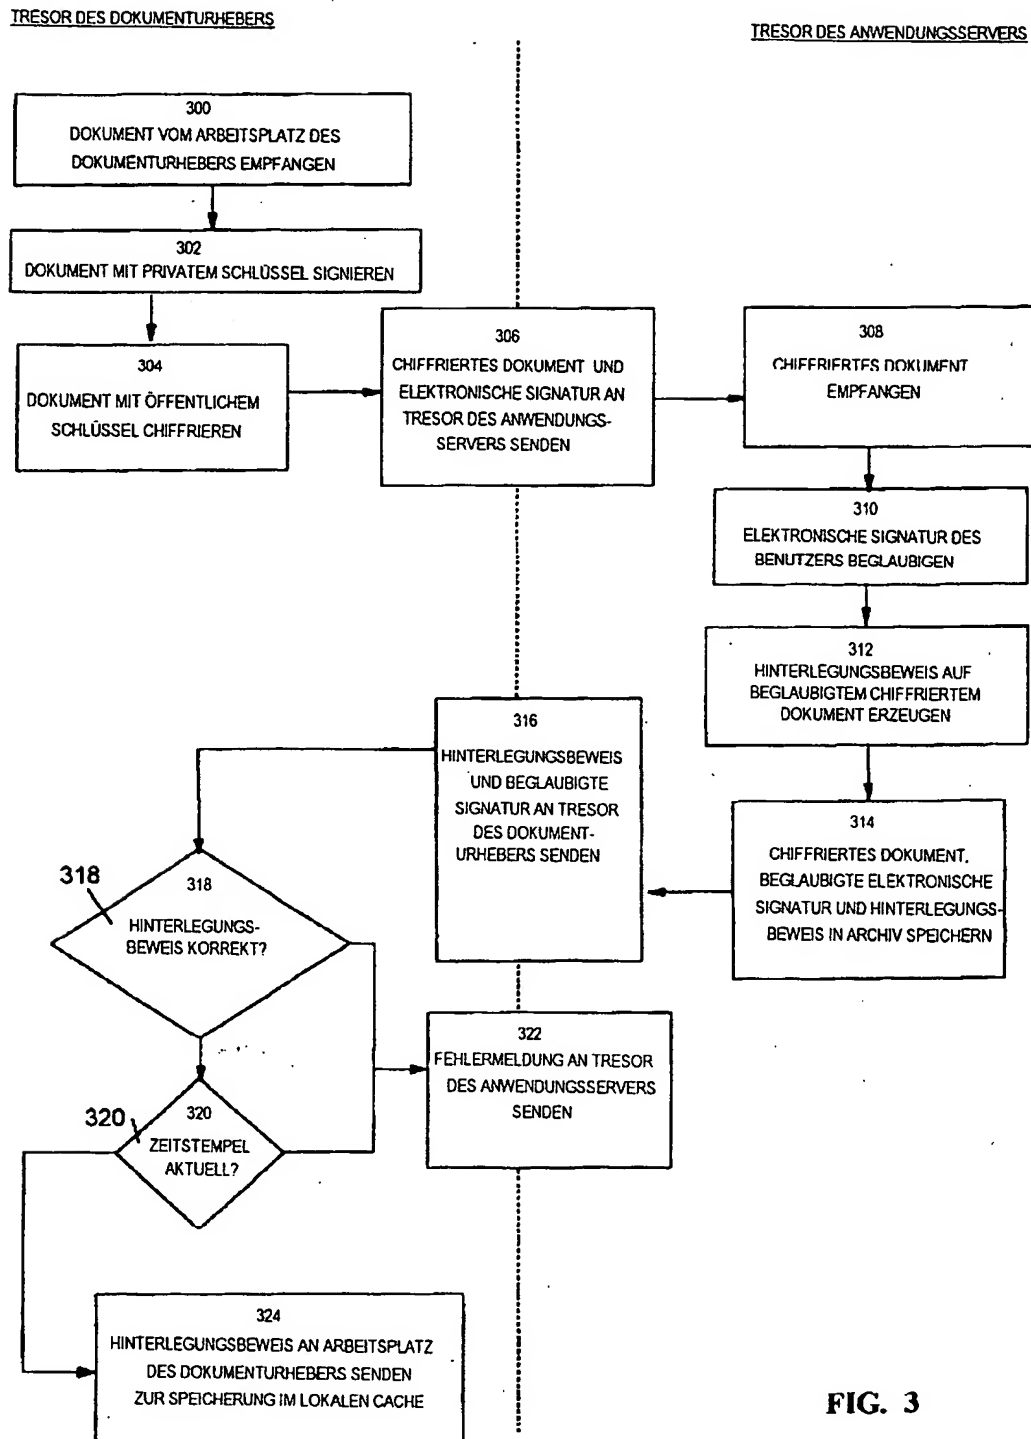 TRESOR DES DOKUMENTURHEBERS
TRESOR DES ANWENDUNGSSERVERS
300
DOKUMENT VOM ARBEITSPLATZ DES
DOKUMENTURHEBERS EMPFANGEN
302
DOKUMENT MIT PRIVATEM SCHLÜSSEL SIGNIEREN
304
DOKUMENT MIT ÖFFENTLICHEM
SCHLÜSSEL CHIFFRIEREN
306
CHIFFRIERTES DOKUMENT UND
ELEKTRONISCHE SIGNATUR AN
TRESOR DES ANWENDUNGS-
SERVERS SENDEN
308
CHIFFRIERTES DOKUMENT
EMPFANGEN
310
ELEKTRONISCHE SIGNATUR DES
BENUTZERS BEGLAUBIGEN
312
HINTERLEGUNGSBEWEIS AUF
BEGLAUBIGTEM CHIFFRIERTEM
DOKUMENT ERZEUGEN
314
CHIFFRIERTES DOKUMENT,
BEGLAUBIGTE ELEKTRONISCHE
SIGNATUR UND HINTERLEGUNGS-
BEWEIS IN ARCHIV SPEICHERN
316
HINTERLEGUNGSBEWEIS
UND BEGLAUBIGTE
SIGNATUR AN TRESOR
DES DOKUMENT-
URHEBERS SENDEN
318
318
HINTERLEGUNGS-
BEWEIS KORREKT?
320
320
ZEITSTEMPEL
AKTUELL?
322
FEHLERMELDUNG AN TRESOR
DES ANWENDUNGSSERVERS
SENDEN
324
HINTERLEGUNGSBEWEIS AN ARBEITSPLATZ
DES DOKUMENTURHEBERS SENDEN
ZUR SPEICHERUNG IM LOKALEN CACHE
FIG. 3